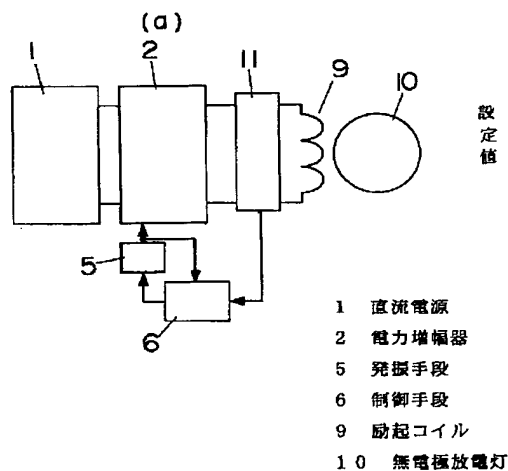 (a)
1
2
11
9
10
設定値
5
6
1 直流電源
2 電力増幅器
5 発振手段
6 制御手段
9 励起コイル
10 無電極放電灯